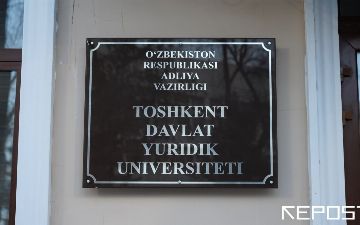 O‘ZBEKISTON
RESPUBLIKASI
ADLIYA
VAZIRLIGI
TOSHKENT
DAVLAT
YURIDIK
UNIVERSITETI
REPOST